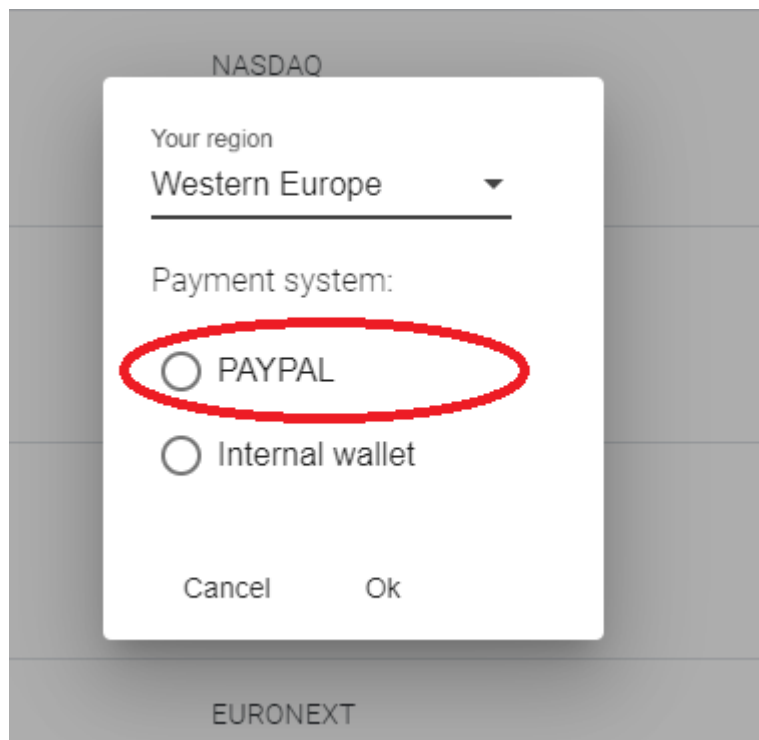 NASDAQ
Your region
Western Europe
Payment system:
PAYPAL
Internal wallet
Cancel Ok
EURONEXT